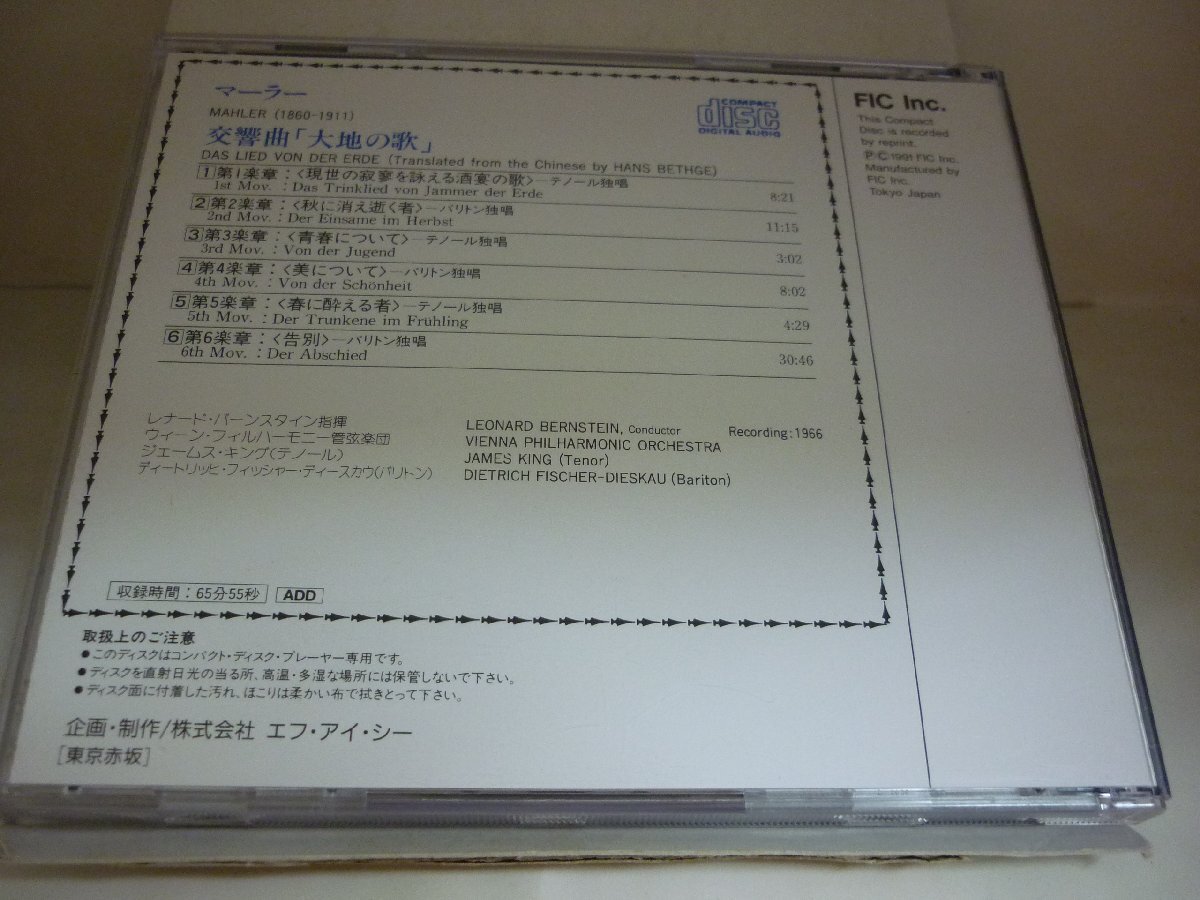 マーラー
MAHLER (1860-1911)
交響曲「大地の歌」
DAS LIED VON DER ERDE (Translated from the Chinese by HANS BETHGE)
1 第1楽章:〈現世の寂寥を詠える酒宴の歌〉―テノール独唱
1st Mov. : Das Trinklied von Jammer der Erde 8:21
2 第2楽章:〈秋に消え逝く者〉―バリトン独唱
2nd Mov. : Der Einsame im Herbst 11:15
3 第3楽章:〈青春について〉―テノール独唱
3rd Mov. : Von der Jugend 3:02
4 第4楽章:〈美について〉―バリトン独唱
4th Mov. : Von der Schönheit 8:02
5 第5楽章:〈春に酔える者〉―テノール独唱
5th Mov. : Der Trunkene im Frühling 4:29
6 第6楽章:〈告別〉―バリトン独唱
6th Mov. : Der Abschied 30:46
レナード・バーンスタイン指揮
ウィーン・フィルハーモニー管弦楽団
ジェームス・キング(テノール)
ディートリッヒ・フィッシャー・ディースカウ(バリトン)
LEONARD BERNSTEIN, Conductor Recording:1966
VIENNA PHILHARMONIC ORCHESTRA
JAMES KING (Tenor)
DIETRICH FISCHER-DIESKAU (Bariton)
収録時間:65分55秒 ADD
取扱上のご注意
●このディスクはコンパクト・ディスク・プレーヤー専用です。
●ディスクを直射日光の当る所、高温・多湿な場所には保管しないで下さい。
●ディスク面に付着した汚れ、ほこりは柔かい布で拭きとって下さい。
企画・制作/株式会社 エフ・アイ・シー
[東京赤坂]
COMPACT
disc
DIGITAL AUDIO
FIC Inc.
This Compact
Disc is recorded
by reprint.
℗©1991 FIC Inc.
Manufactured by
FIC Inc.
Tokyo Japan